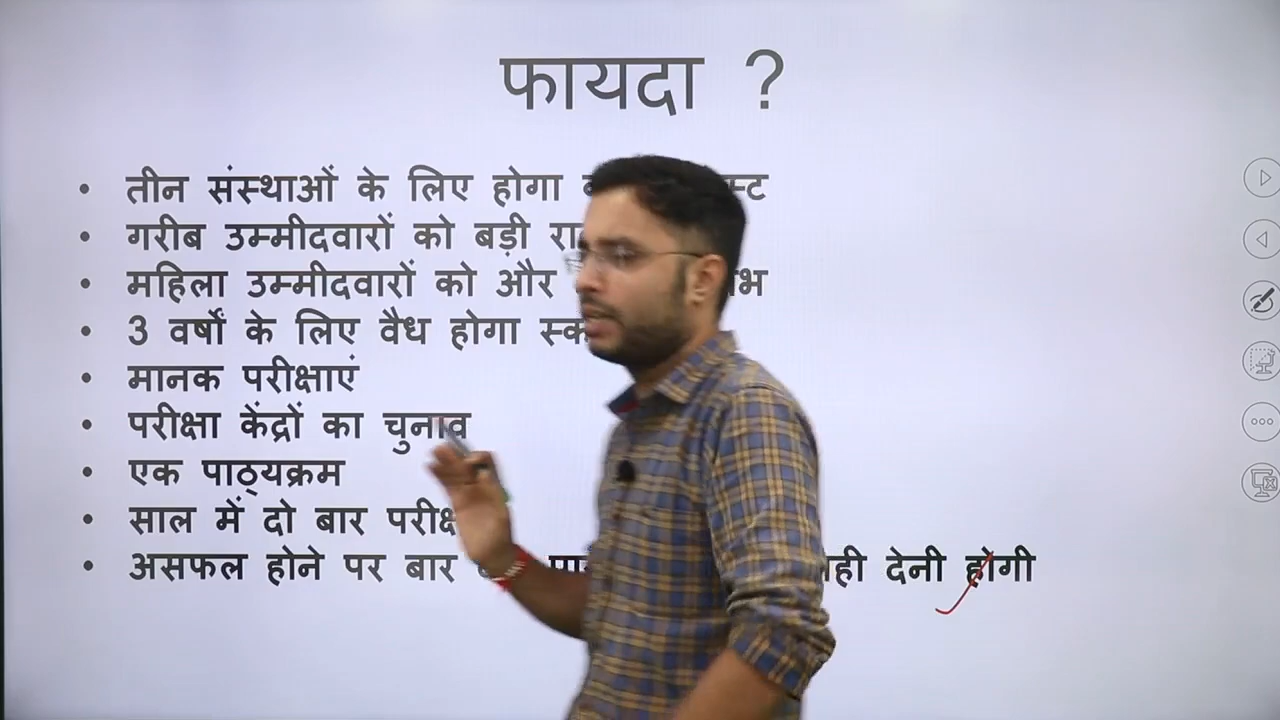 फायदा ?
• तीन संस्थाओं के लिए होगा
• गरीब उम्मीदवारों को बड़ी
• महिला उम्मीदवारों को और
• 3 वर्षों के लिए वैध होगा
• मानक परीक्षाएं
• परीक्षा केंद्रों का चुनाव
• एक पाठ्यक्रम
• साल में दो बार
• असफल होने पर बार देनी होगी